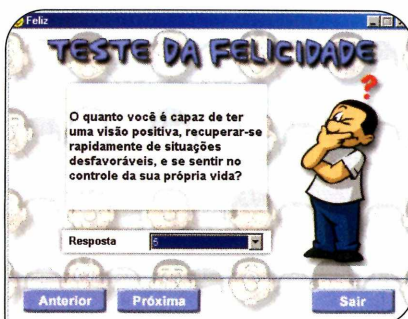 Feliz
TESTE DA FELICIDADE
?
O quanto você é capaz de ter
uma visão positiva, recuperar-se
rapidamente de situações
desfavoráveis, e se sentir no
controle da sua própria vida?
Resposta 5
Anterior Próxima Sair